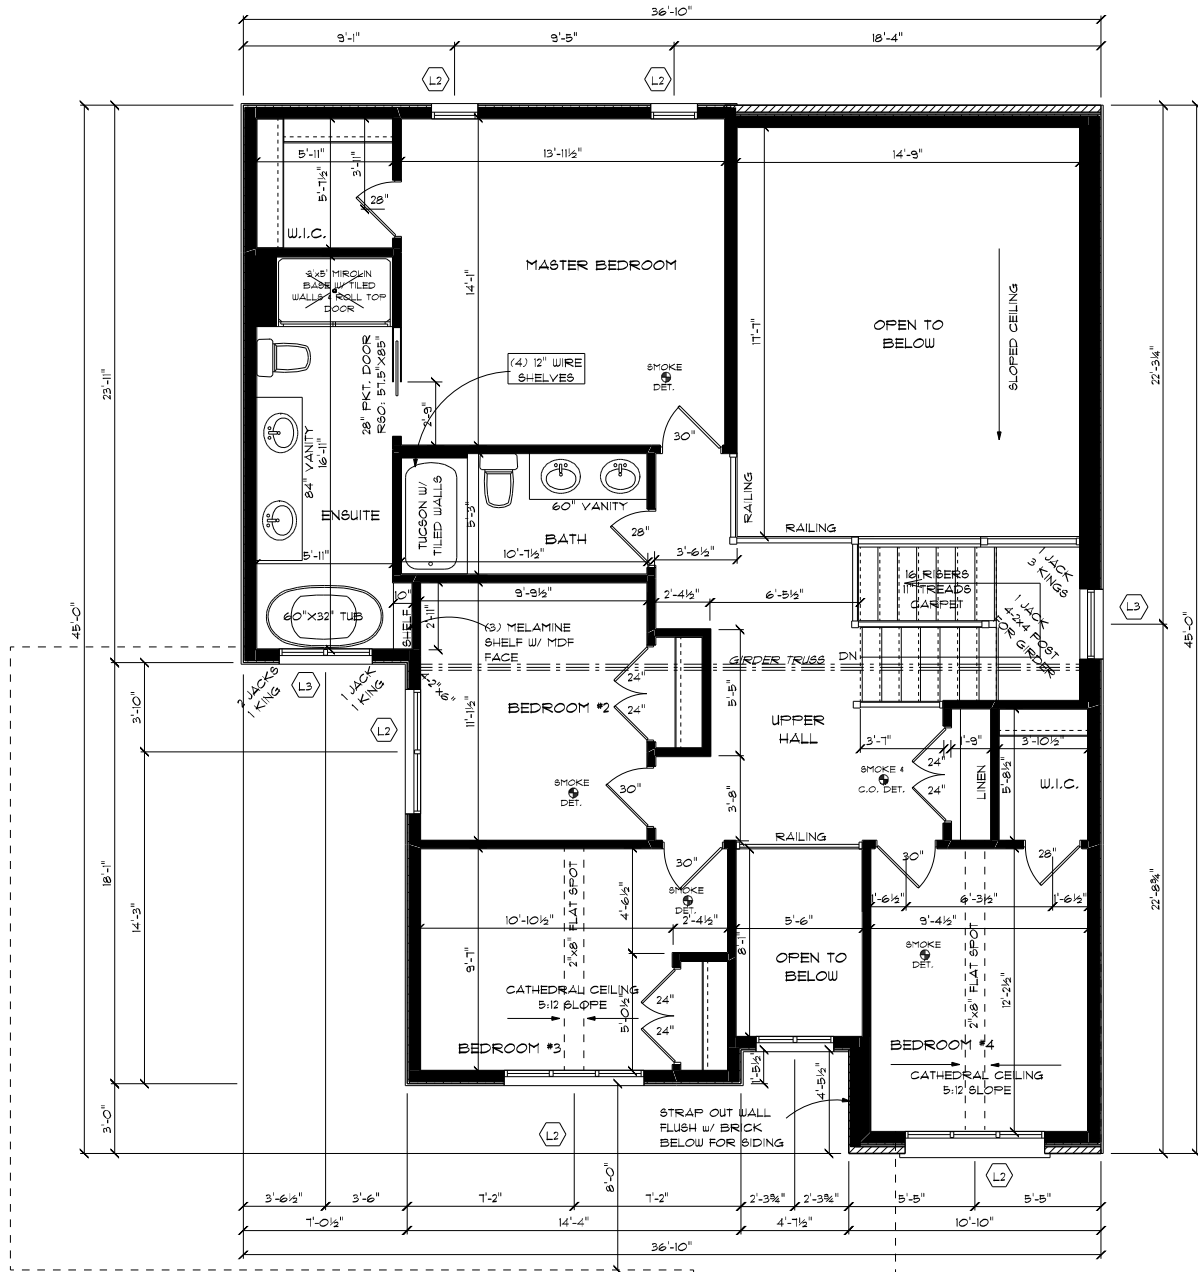 36'-10"
9'-1"
9'-5"
18'-4"
L2
L2
5'-11"
13'-11½"
14'-9"
3'-11"
5'-7½"
28"
W.I.C.
MASTER BEDROOM
3'x5' MIROLIN
BASE W/ TILED
WALLS & ROLL TOP
DOOR
14'-1"
17'-7"
OPEN TO
BELOW
SLOPED CEILING
23'-11"
22'-3¼"
28" PKT. DOOR
RSO: 57.5"X85"
(4) 12" WIRE
SHELVES
SMOKE
DET.
2'-9"
30"
84" VANITY
16'-11"
ENSUITE
5'-11"
TUCSON W/
TILED WALLS
5'-3"
60" VANITY
BATH
28"
10'-7½"
3'-6½"
RAILING
RAILING
1 JACK
3 KINGS
16 RISERS
11" TREADS
CARPET
1 JACK
4-2x4 POST
FOR GIRDER
L3
45'-0"
45'-0"
60"X32" TUB
10"
SHELF
2'-11"
9'-9½"
2'-4½"
6'-5½"
(3) MELAMINE
SHELF W/ MDF
FACE
GIRDER TRUSS
DN
2 JACKS
1 KING
L3
1 JACK
1 KING
4-2"x6"
L2
24"
24"
5'-5"
BEDROOM #2
11'-1½"
UPPER
HALL
3'-10"
3'-7"
1'-9"
3'-10½"
5'-8½"
24"
24"
LINEN
W.I.C.
SMOKE &
C.O. DET.
SMOKE
DET.
30"
3'-8"
RAILING
18'-1"
14'-3"
22'-8¾"
30"
30"
28"
SMOKE
DET.
4'-6½"
2"x8" FLAT SPOT
1'-6½"
6'-3½"
1'-6½"
10'-10½"
2'-4½"
5'-6"
9'-4½"
9'-7"
8'-1"
SMOKE
DET.
2"x8" FLAT SPOT
12'-2½"
OPEN TO
BELOW
CATHEDRAL CEILING
5:12 SLOPE
24"
24"
5'-0½"
BEDROOM #3
BEDROOM #4
CATHEDRAL CEILING
5:12 SLOPE
1'-5½"
4'-5½"
3'-0"
STRAP OUT WALL
FLUSH w/ BRICK
BELOW FOR SIDING
L2
L2
8'-0"
3'-6½"
3'-6"
7'-2"
7'-2"
2'-3¾"
2'-3¾"
5'-5"
5'-5"
7'-0½"
14'-4"
4'-7½"
10'-10"
36'-10"